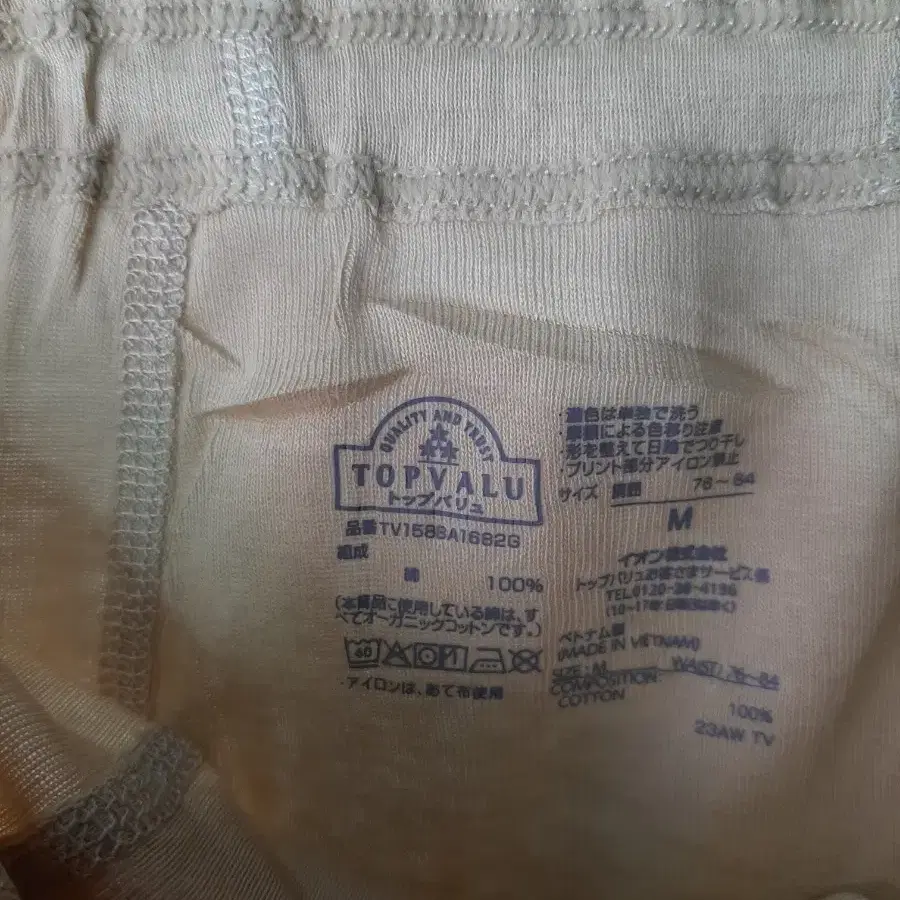 QUALITY AND TRUST
TOPVALU
トップバリュ
品番TV158BA1682G
組成
綿 100%
(本商品に使用している綿は、す
べてオーガニックコットンです。)
60
・アイロンは、あて布使用
・濃色は単独で洗う
・摩擦による色移り注意
・形を整えて日陰でつり干し
・プリント部分アイロン禁止
サイズ 胴囲 76～84
M
イオン株式会社
トップバリュお客さまサービス係
TEL0120-28-4196
ベトナム製
(MADE IN VIETNAM)
SIZE: M WAIST/76～84
COMPOSITION:
COTTON
100%
23AW TV